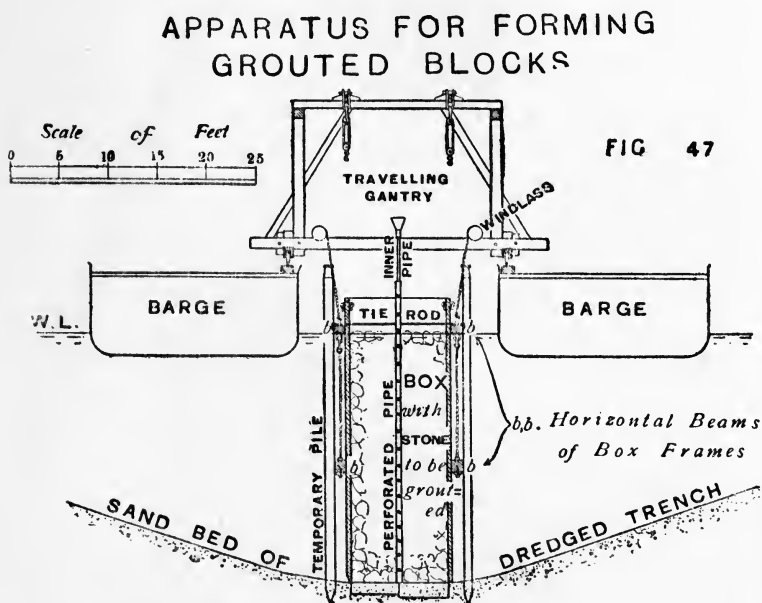 APPARATUS FOR FORMING
GROUTED BLOCKS
Scale of Feet
0 5 10 15 20 25
FIG 47
TRAVELLING
GANTRY
WINDLASS
INNER
PIPE
BARGE
TIE ROD
BARGE
W.L.
b
b
BOX
with
STONE
to be
grout=
ed
PERFORATED PIPE
TEMPORARY PILE
b
b
b,b. Horizontal Beams
of Box Frames
SAND BED OF
DREDGED TRENCH